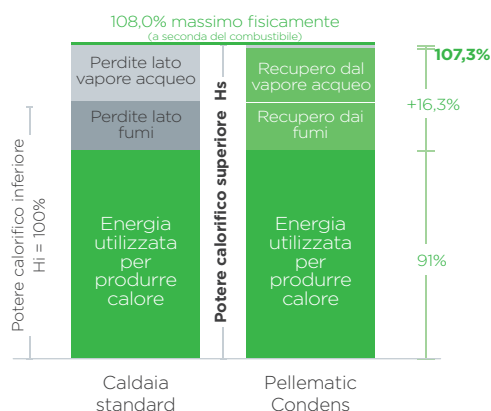 108,0% massimo fisicamente
(a seconda del combustibile)
107,3%
Perdite lato
vapore acqueo
Recupero dal
vapore acqueo
+16,3%
Perdite lato
fumi
Recupero dai
fumi
Potere calorifico inferiore
Hi = 100%
Potere calorifico superiore Hs
Energia
utilizzata
per
produrre
calore
Energia
utilizzata
per
produrre
calore
91%
Caldaia
standard
Pellematic
Condens